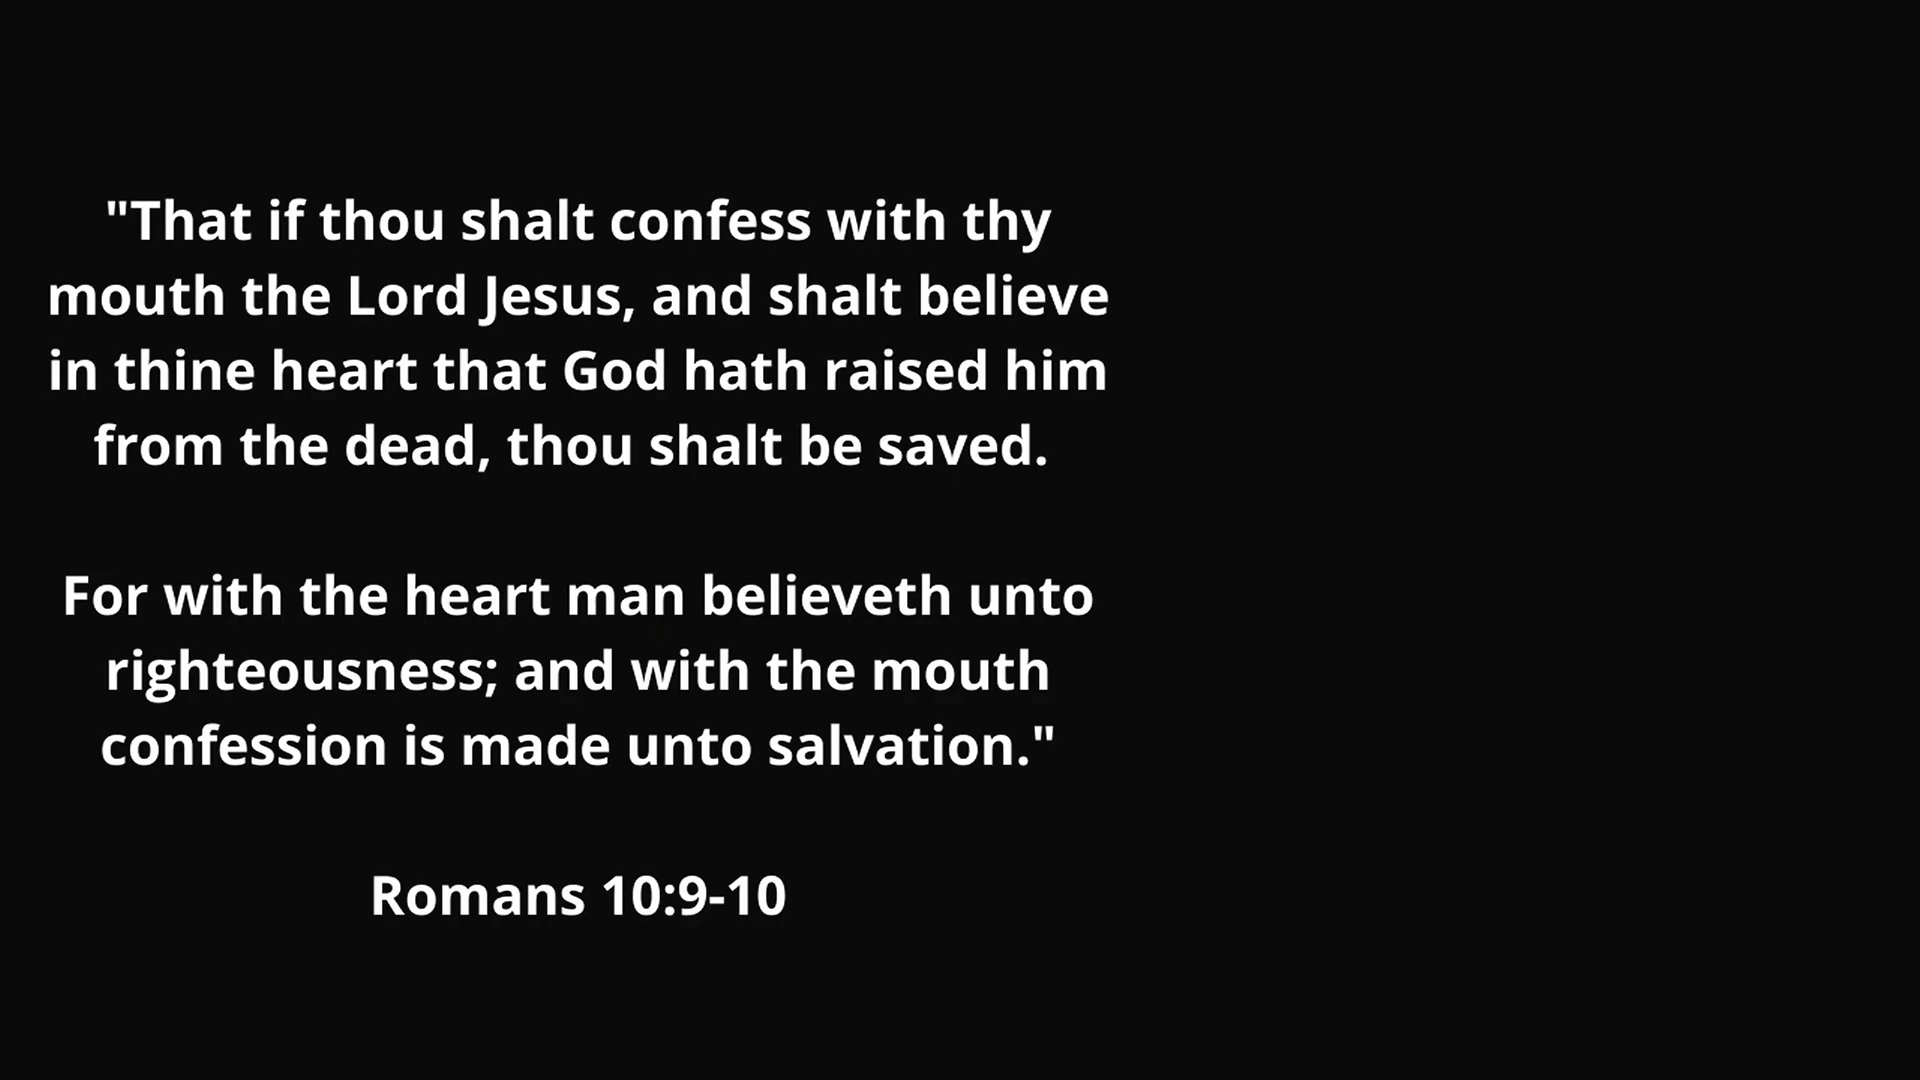 "That if thou shalt confess with thy
mouth the Lord Jesus, and shalt believe
in thine heart that God hath raised him
from the dead, thou shalt be saved.
For with the heart man believeth unto
righteousness; and with the mouth
confession is made unto salvation."
Romans 10:9-10